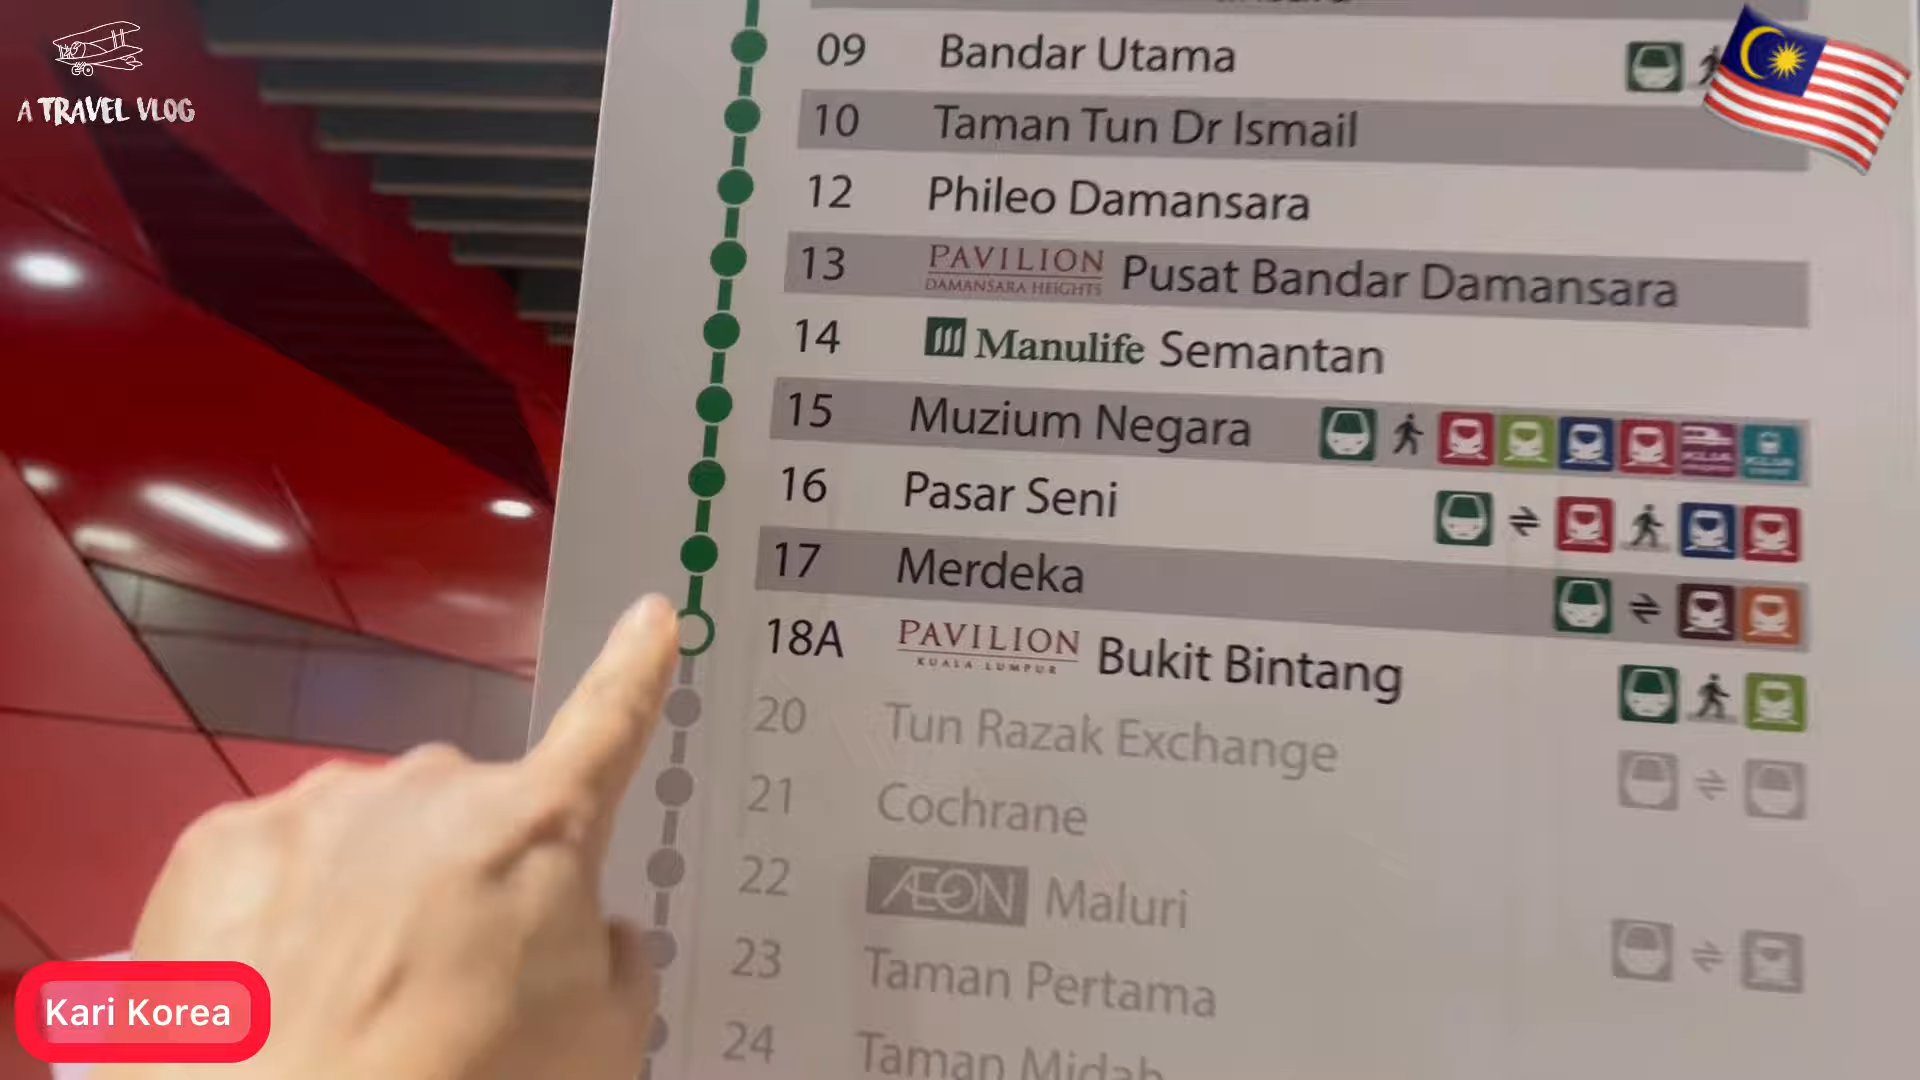 A TRAVEL VLOG
09 Bandar Utama
10 Taman Tun Dr Ismail
12 Phileo Damansara
13 PAVILION DAMANSARA HEIGHTS Pusat Bandar Damansara
14 Manulife Semantan
15 Muzium Negara
16 Pasar Seni
17 Merdeka
18A PAVILION KUALA LUMPUR Bukit Bintang
20 Tun Razak Exchange
21 Cochrane
22 AEON Maluri
23 Taman Pertama
24 Taman Midah
Kari Korea